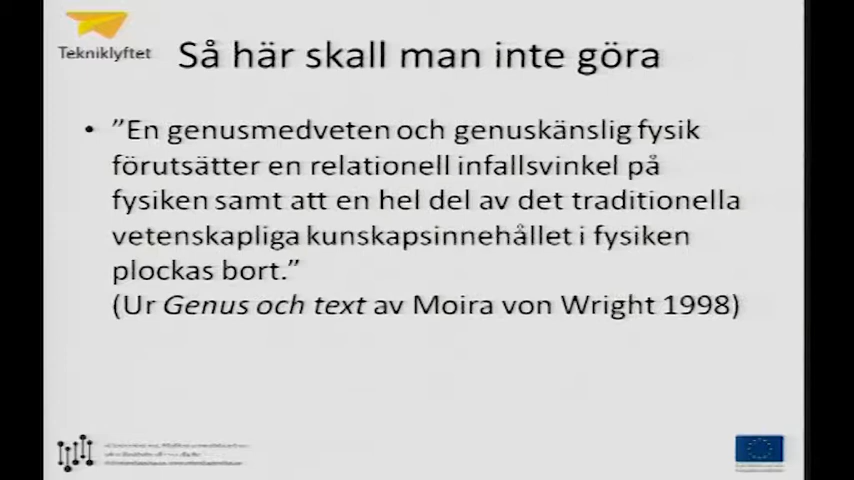 Tekniklyftet
Så här skall man inte göra
• ”En genusmedveten och genuskänslig fysik
förutsätter en relationell infallsvinkel på
fysiken samt att en hel del av det traditionella
vetenskapliga kunskapsinnehållet i fysiken
plockas bort.”
(Ur Genus och text av Moira von Wright 1998)